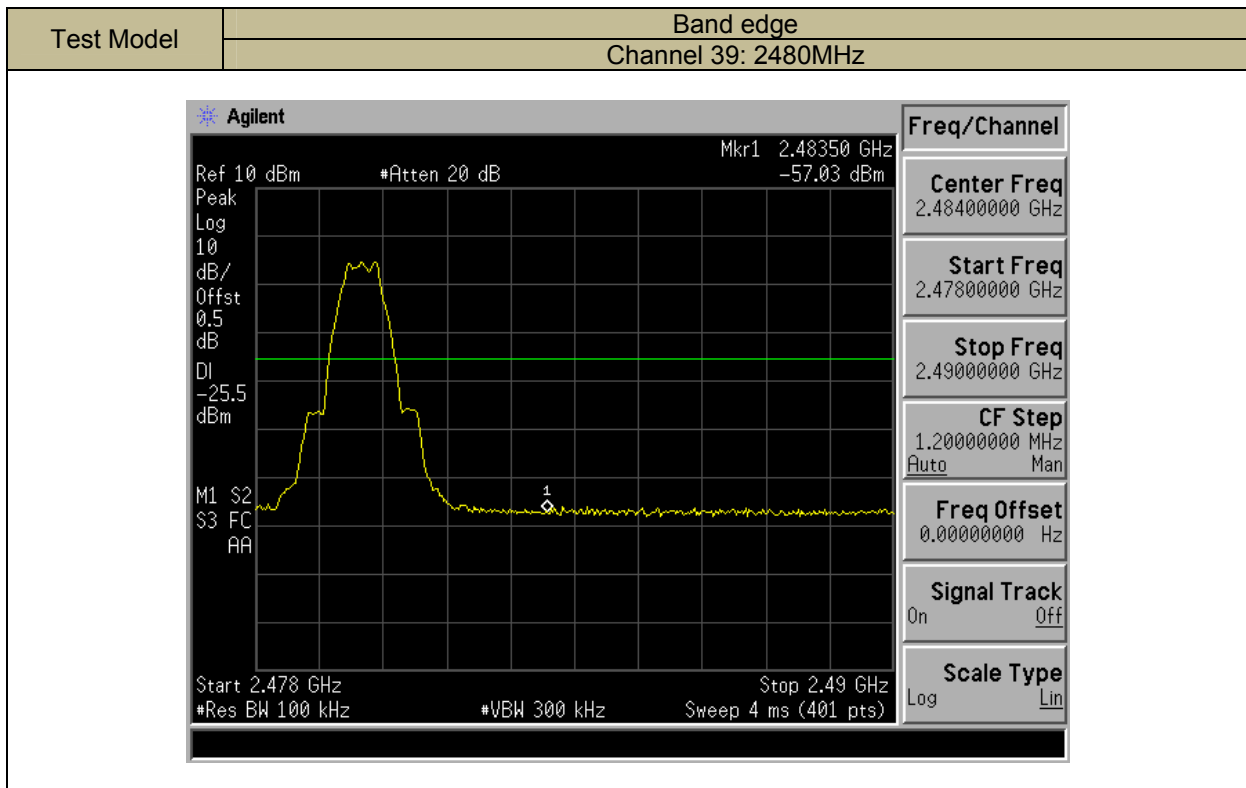 Test Model
Band edge
Channel 39: 2480MHz
Agilent
Freq/Channel
Mkr1 2.48350 GHz
Ref 10 dBm #Atten 20 dB -57.03 dBm
Peak
Log
10
dB/
Offst
0.5
dB
DI
-25.5
dBm
M1 S2
S3 FC
AA
1
Start 2.478 GHz Stop 2.49 GHz
#Res BW 100 kHz #VBW 300 kHz Sweep 4 ms (401 pts)
Center Freq
2.48400000 GHz
Start Freq
2.47800000 GHz
Stop Freq
2.49000000 GHz
CF Step
1.20000000 MHz
Auto Man
Freq Offset
0.00000000 Hz
Signal Track
On Off
Scale Type
Log Lin